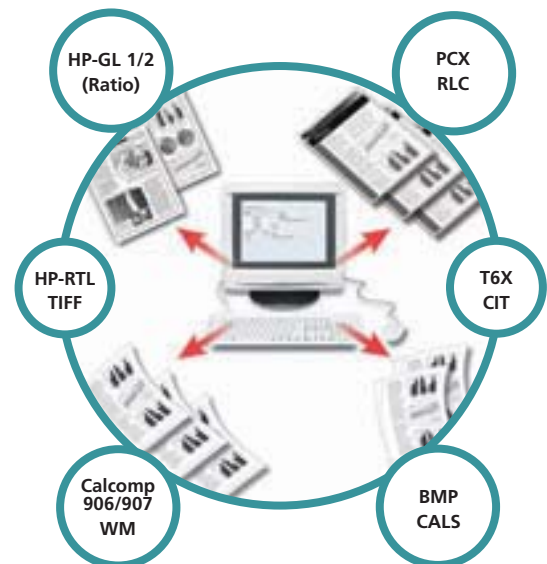 HP-GL 1/2
(Ratio)
PCX
RLC
HP-RTL
TIFF
T6X
CIT
Calcomp
906/907
WM
BMP
CALS